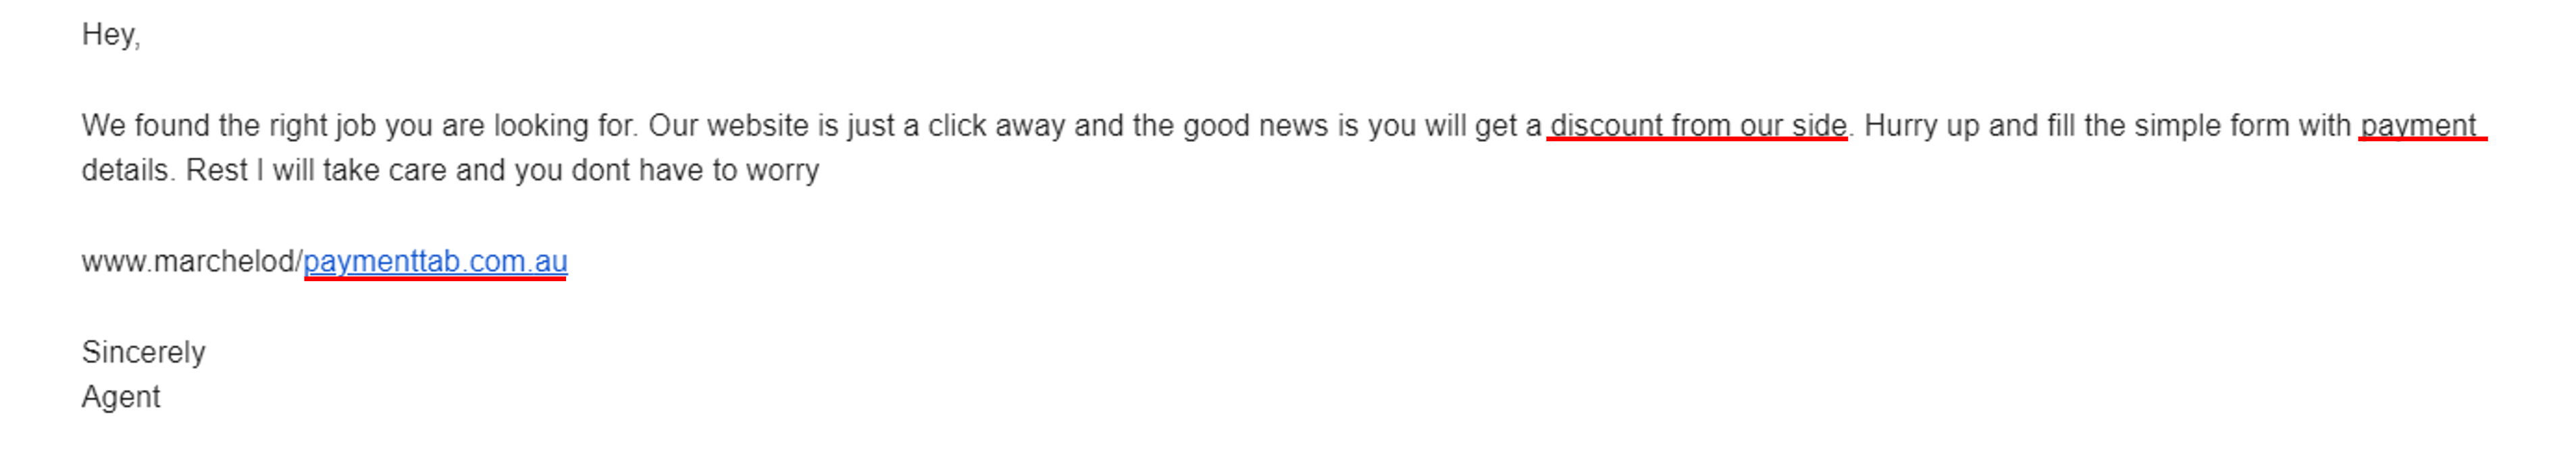 Hey,
We found the right job you are looking for. Our website is just a click away and the good news is you will get a discount from our side. Hurry up and fill the simple form with payment
details. Rest I will take care and you dont have to worry
www.marchelod/paymenttab.com.au
Sincerely
Agent